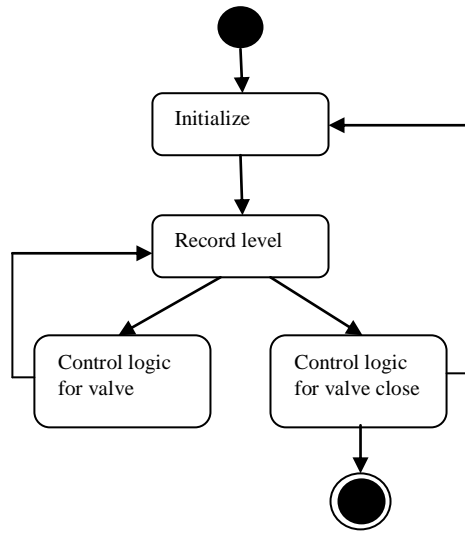 Initialize
Record level
Control logic
for valve
Control logic
for valve close